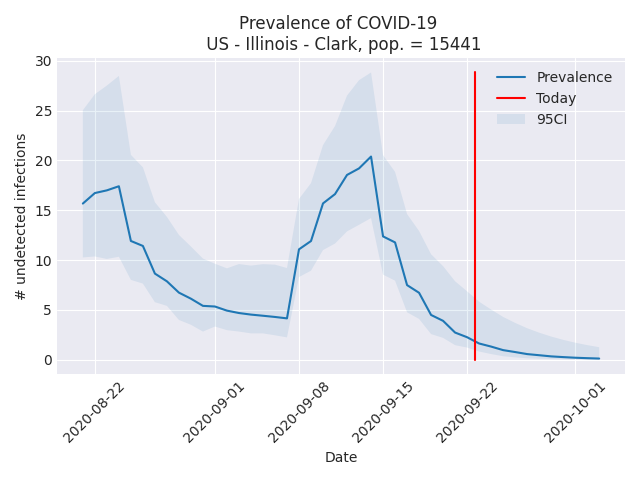 Prevalence of COVID-19
US - Illinois - Clark, pop. = 15441
30
25
20
15
10
5
0
# undetected infections
Prevalence
Today
95CI
2020-08-22
2020-09-01
2020-09-08
2020-09-15
2020-09-22
2020-10-01
Date